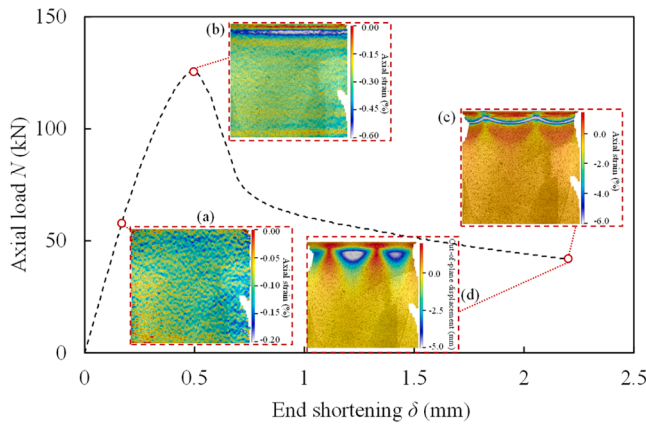 150
100
50
0
Axial load N (kN)
0
0.5
1
1.5
2
2.5
End shortening δ (mm)
(a)
0.00
-0.05
-0.10
-0.15
-0.20
Axial strain (%)
(b)
0.00
-0.15
-0.30
-0.45
-0.60
Axial strain (%)
(c)
0.0
-2.0
-4.0
-6.0
Axial strain (%)
(d)
0.0
-2.5
-5.0
Out-of-plane displacement (mm)